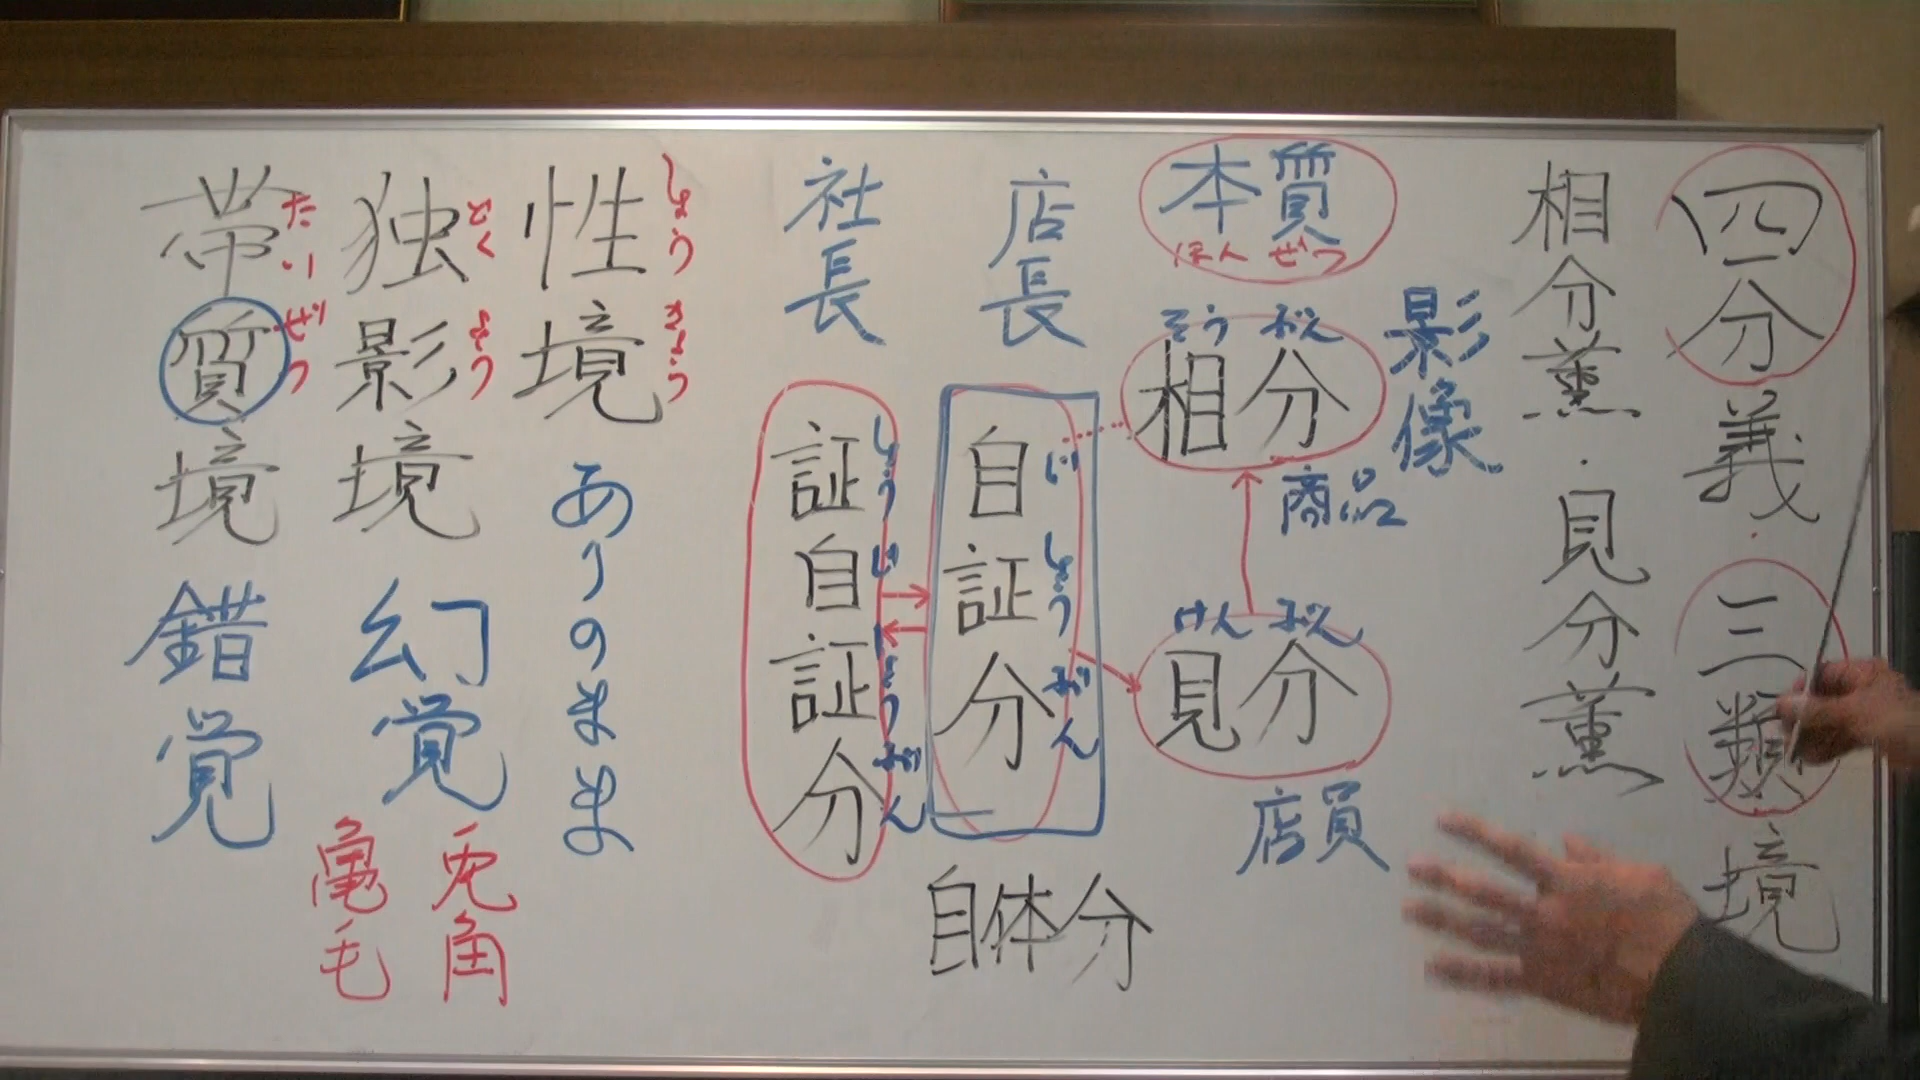 四分義・三類境
相分薫・見分薫
本質
ほんぜつ
影像
そうぶん
相分
商品
けんぶん
見分
店員
店長
自証分
じしょうぶん
自体分
社長
証自証分
しょうじしょうぶん
性境
しょうきょう
ありのまま
独影境
どくよう
幻覚
兎角
亀毛
帯質境
たいぜつ
錯覚